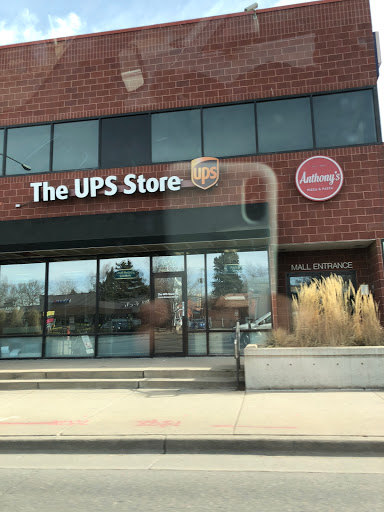 The UPS Store
ups
Anthony's
PIZZA & PASTA
MALL ENTRANCE